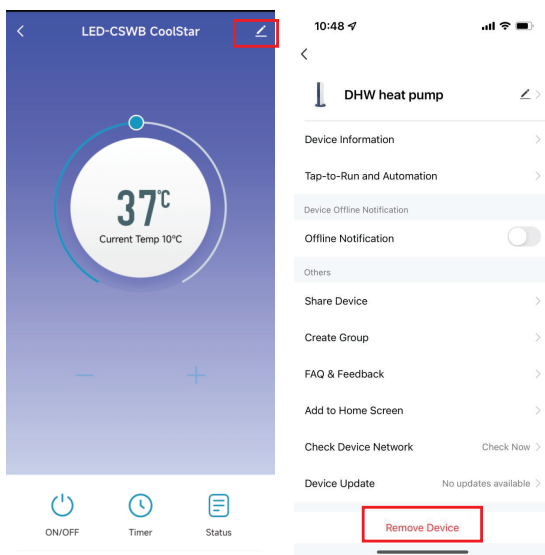 LED-CSWB CoolStar
37°C
Current Temp 10°C
ON/OFF
Timer
Status
10:48
DHW heat pump
Device Information
Tap-to-Run and Automation
Device Offline Notification
Offline Notification
Others
Share Device
Create Group
FAQ & Feedback
Add to Home Screen
Check Device Network Check Now
Device Update No updates available
Remove Device